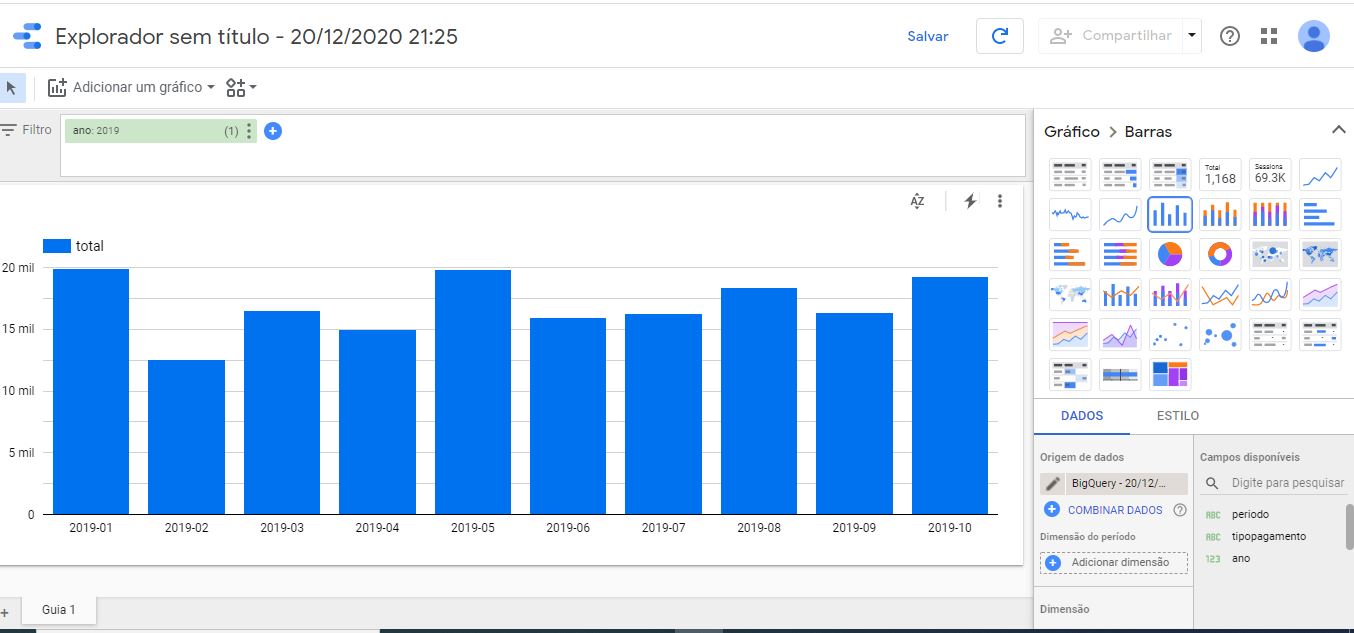 Explorador sem título - 20/12/2020 21:25
Salvar
Compartilhar
Adicionar um gráfico
Filtro
ano: 2019 (1)
Gráfico > Barras
Total
1,168
Sessions
69.3K
AZ
total
20 mil
15 mil
10 mil
5 mil
0
2019-01 2019-02 2019-03 2019-04 2019-05 2019-06 2019-07 2019-08 2019-09 2019-10
DADOS ESTILO
Origem de dados
BigQuery - 20/12/...
COMBINAR DADOS
Dimensão do período
Adicionar dimensão
Dimensão
Campos disponíveis
Digite para pesquisar
ABC periodo
ABC tipopagamento
123 ano
+ Guia 1